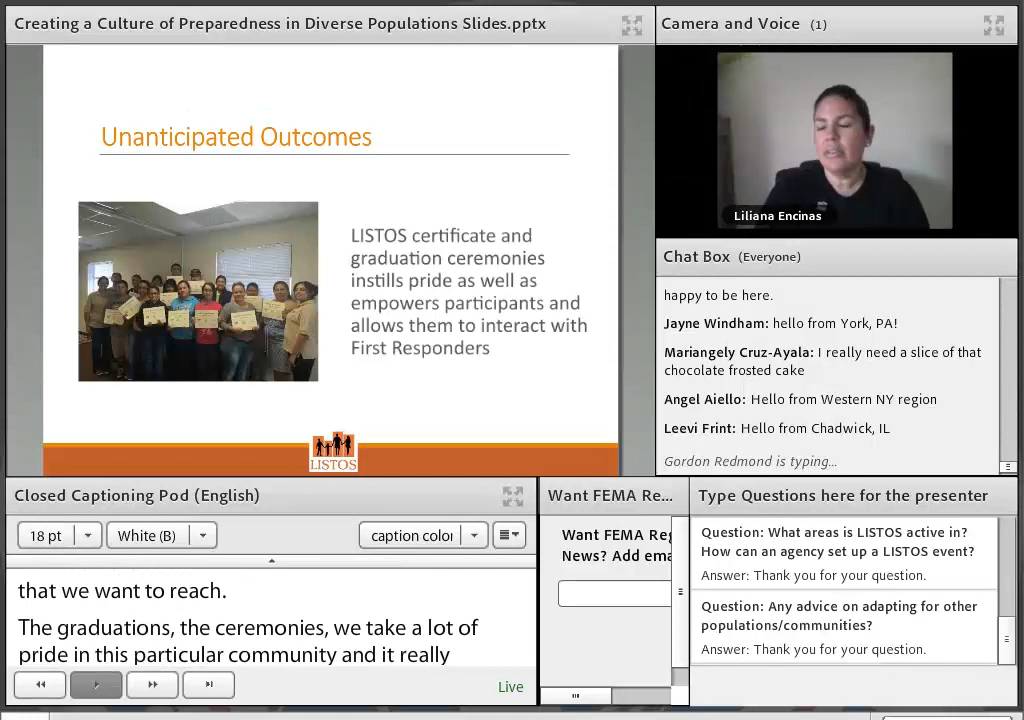 Creating a Culture of Preparedness in Diverse Populations Slides.pptx
Unanticipated Outcomes
LISTOS certificate and
graduation ceremonies
instills pride as well as
empowers participants and
allows them to interact with
First Responders
LISTOS
Camera and Voice (1)
Liliana Encinas
Chat Box (Everyone)
happy to be here.
Jayne Windham: hello from York, PA!
Mariangely Cruz-Ayala: I really need a slice of that
chocolate frosted cake
Angel Aiello: Hello from Western NY region
Leevi Frint: Hello from Chadwick, IL
Gordon Redmond is typing...
Closed Captioning Pod (English)
18 pt
White (B)
caption color
that we want to reach.
The graduations, the ceremonies, we take a lot of
pride in this particular community and it really
Live
Want FEMA Re...
Want FEMA Reg
News? Add ema
Type Questions here for the presenter
Question: What areas is LISTOS active in?
How can an agency set up a LISTOS event?
Answer: Thank you for your question.
Question: Any advice on adapting for other
populations/communities?
Answer: Thank you for your question.